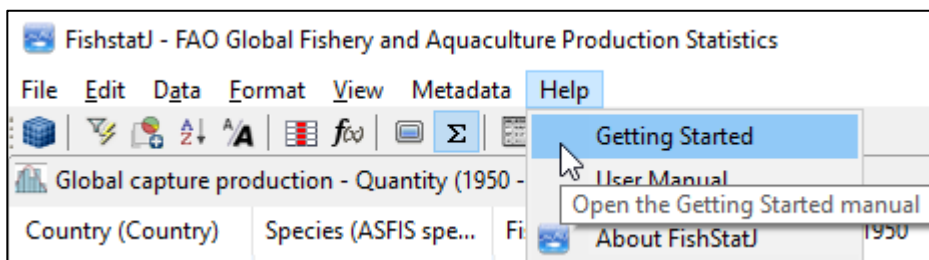 FishstatJ - FAO Global Fishery and Aquaculture Production Statistics
File Edit Data Format View Metadata Help
Getting Started
Global capture production - Quantity (1950 -
User Manual
Open the Getting Started manual
Country (Country) Species (ASFIS spe... Fi
About FishStatJ
1950